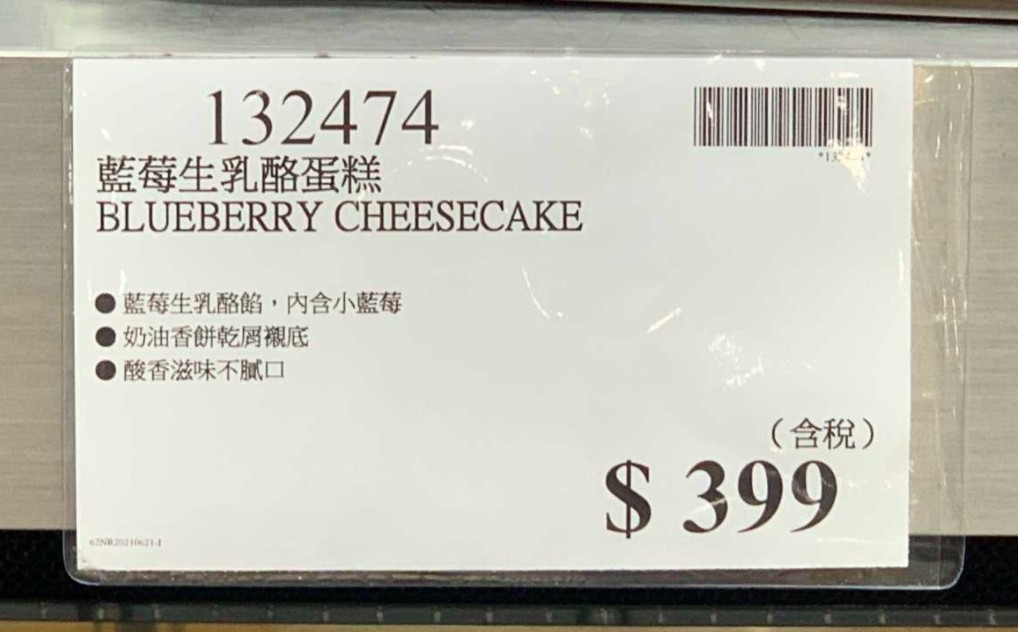 132474
藍莓生乳酪蛋糕
BLUEBERRY CHEESECAKE
● 藍莓生乳酪餡，內含小藍莓
● 奶油香餅乾屑襯底
● 酸香滋味不膩口
（含稅）
$ 399
62NR20210621-1